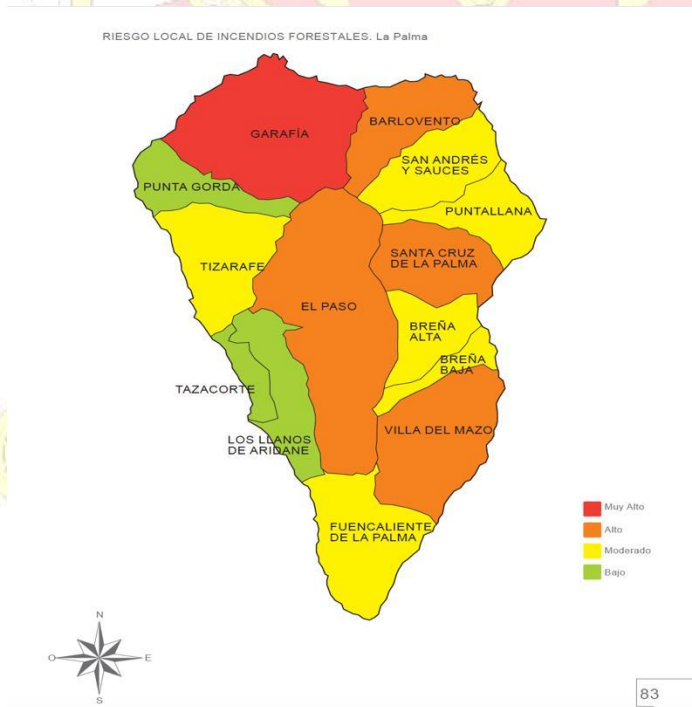 RIESGO LOCAL DE INCENDIOS FORESTALES. La Palma
GARAFÍA
BARLOVENTO
SAN ANDRÉS
Y SAUCES
PUNTA GORDA
PUNTALLANA
SANTA CRUZ
DE LA PALMA
TIZARAFE
EL PASO
BREÑA
ALTA
BREÑA
BAJA
TAZACORTE
LOS LLANOS
DE ARIDANE
VILLA DEL MAZO
FUENCALIENTE
DE LA PALMA
Muy Alto
Alto
Moderado
Bajo
N
O
E
S
83